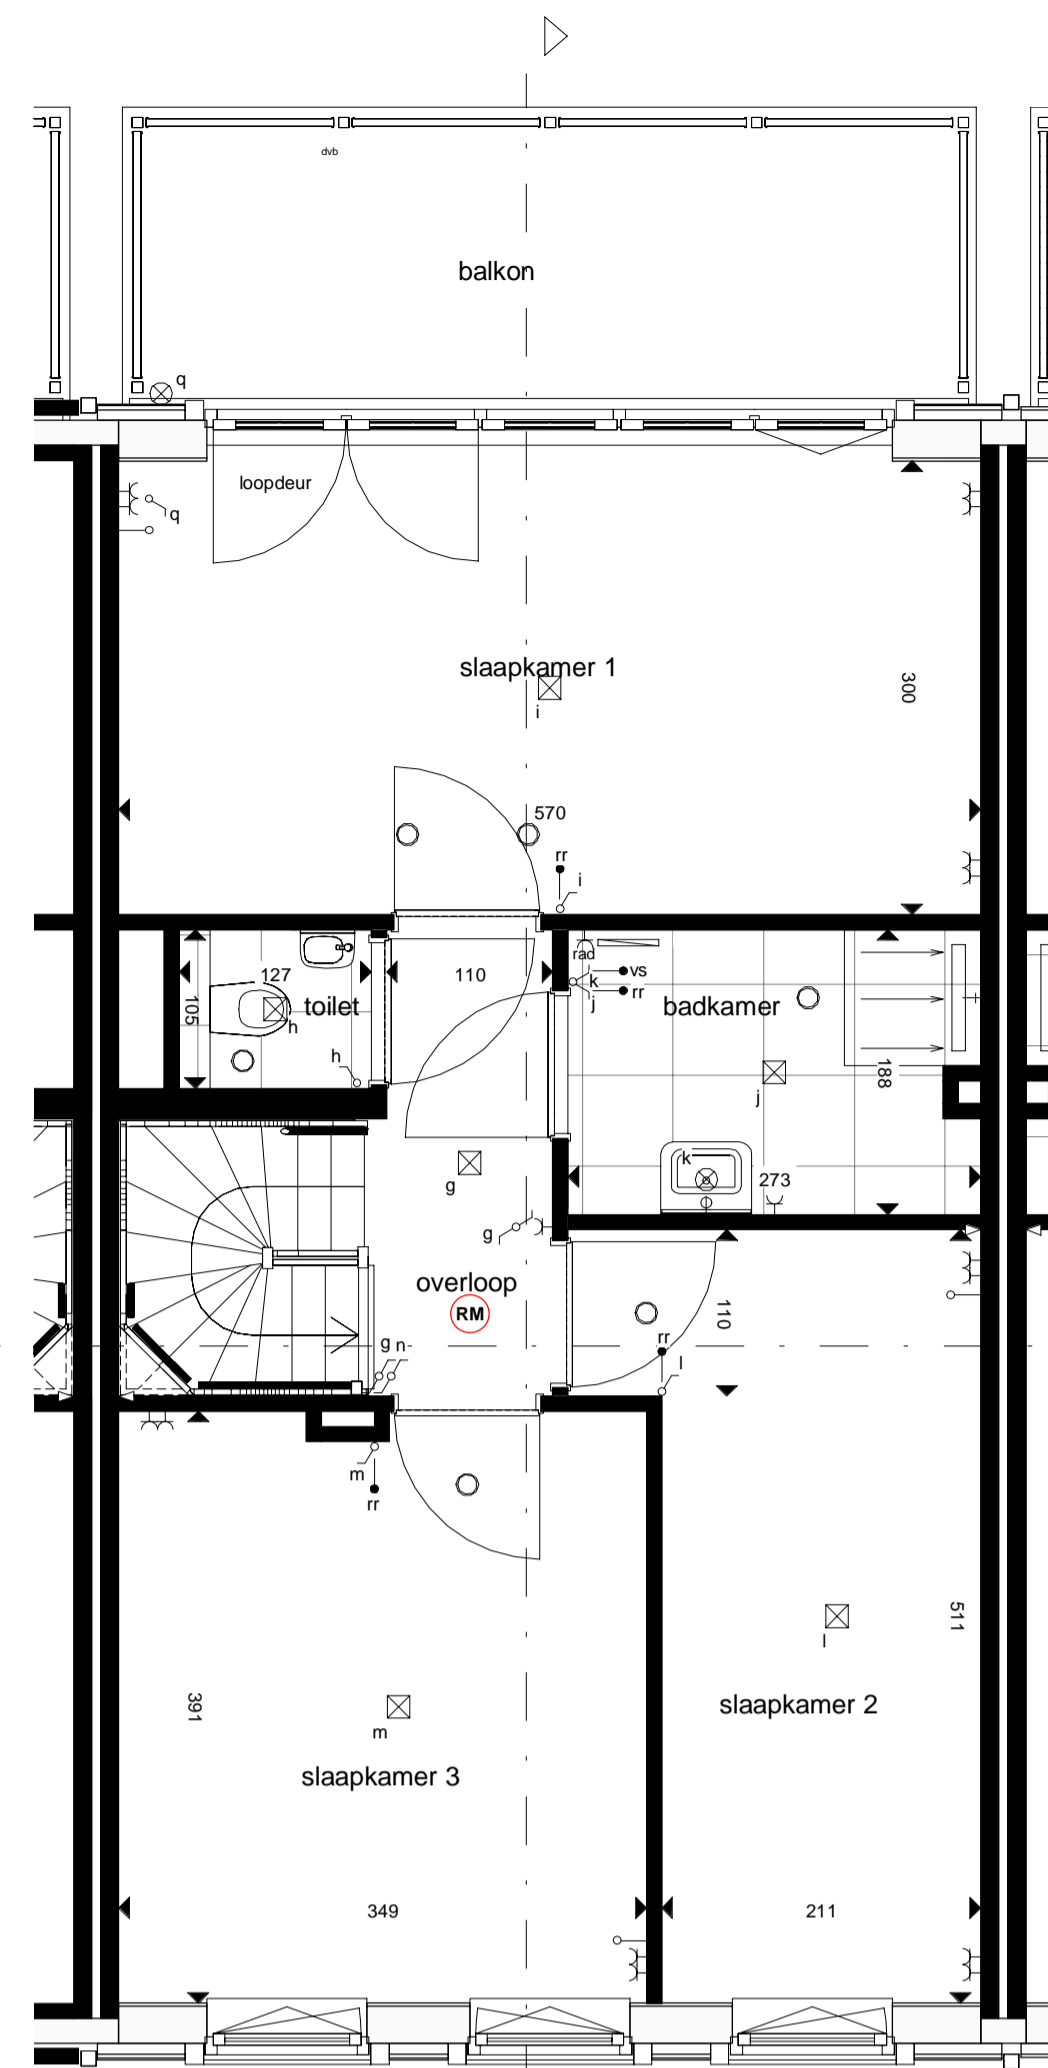 dvb
balkon
q
loopdeur
q
slaapkamer 1
i
300
570
rr
i
127
105
toilet
h
h
110
rad
vs
k
rr
j
badkamer
188
j
k
273
g
g
overloop
RM
g n
110
rr
l
m
rr
l
511
391
slaapkamer 2
m
slaapkamer 3
349
211